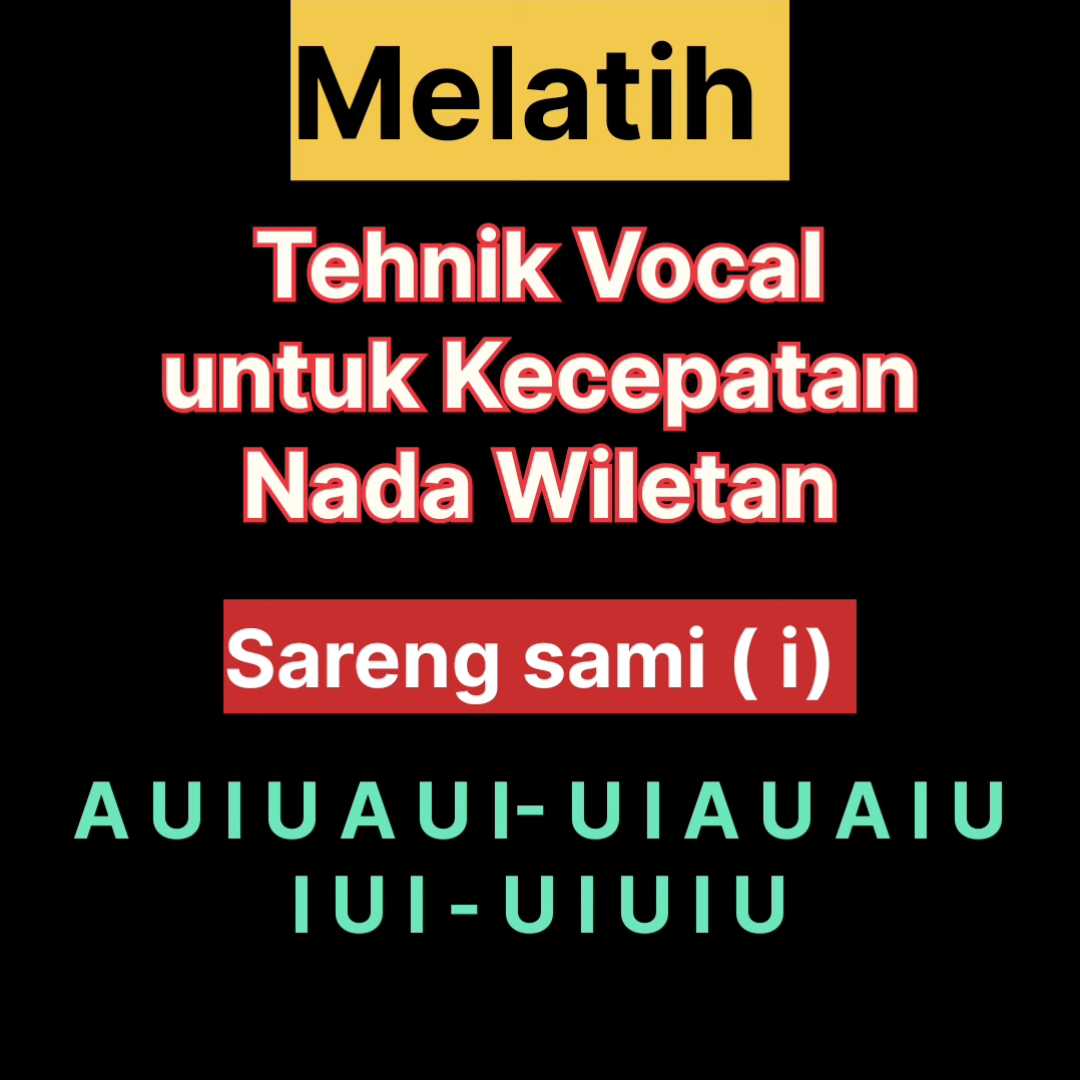 Melatih
Tehnik Vocal
untuk Kecepatan
Nada Wiletan
Sareng sami ( i)
A U I U A U I- U I A U A I U
I U I - U I U I U